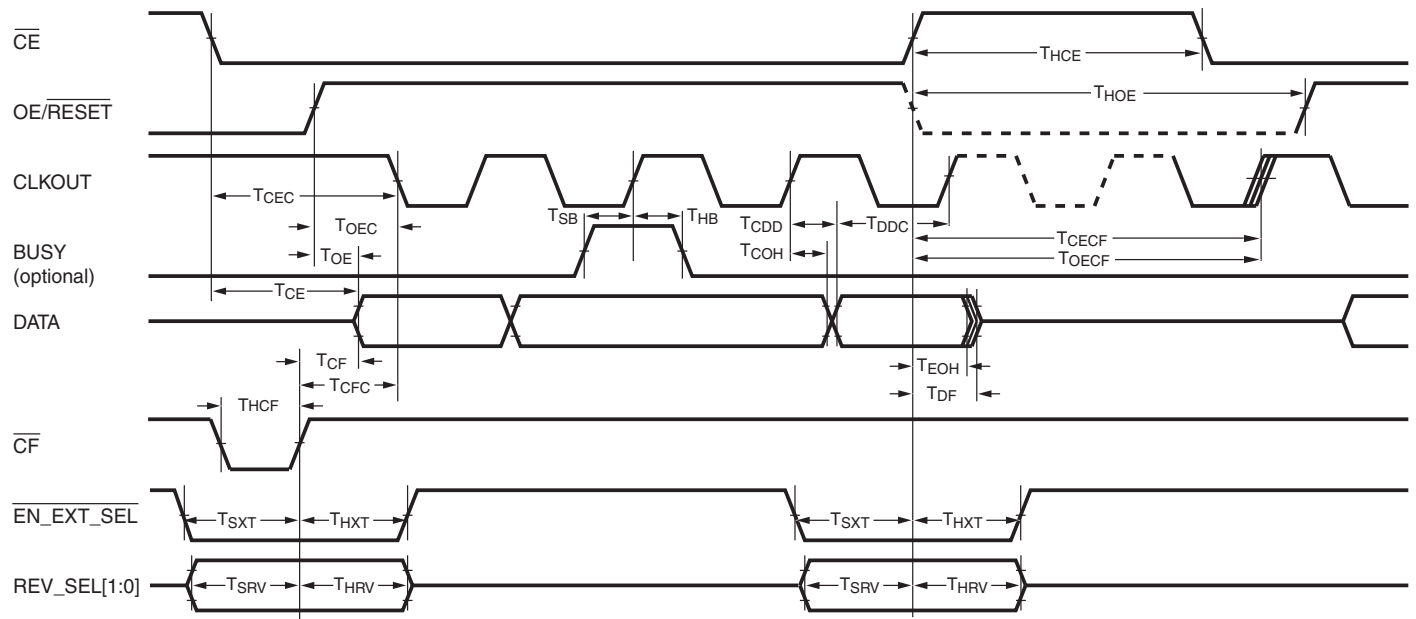 CE
THCE
OE/RESET
THOE
CLKOUT
TCEC
TSB
THB
TCDD
TDDC
TOEC
TCECF
BUSY
(optional)
TOE
TCOH
TOECF
TCE
DATA
TCF
TEOH
TCFC
TDF
THCF
CF
EN_EXT_SEL
TSXT
THXT
TSXT
THXT
REV_SEL[1:0]
TSRV
THRV
TSRV
THRV